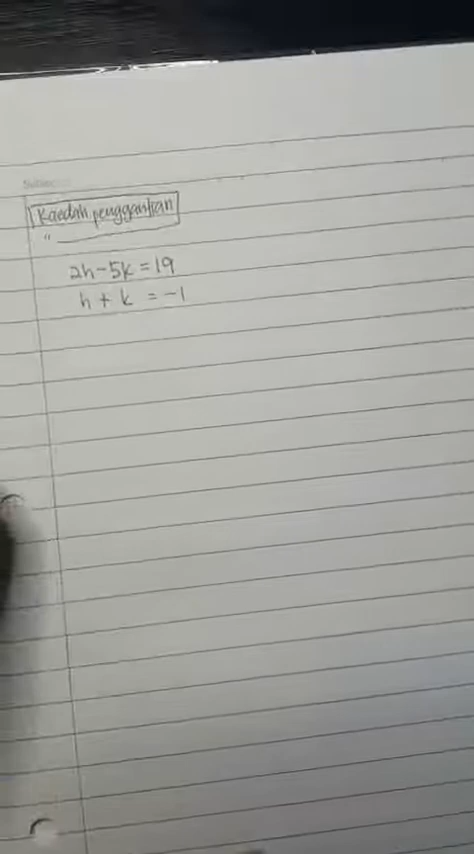 Kaedah penggantian
2h-5k=19
h + k = -1